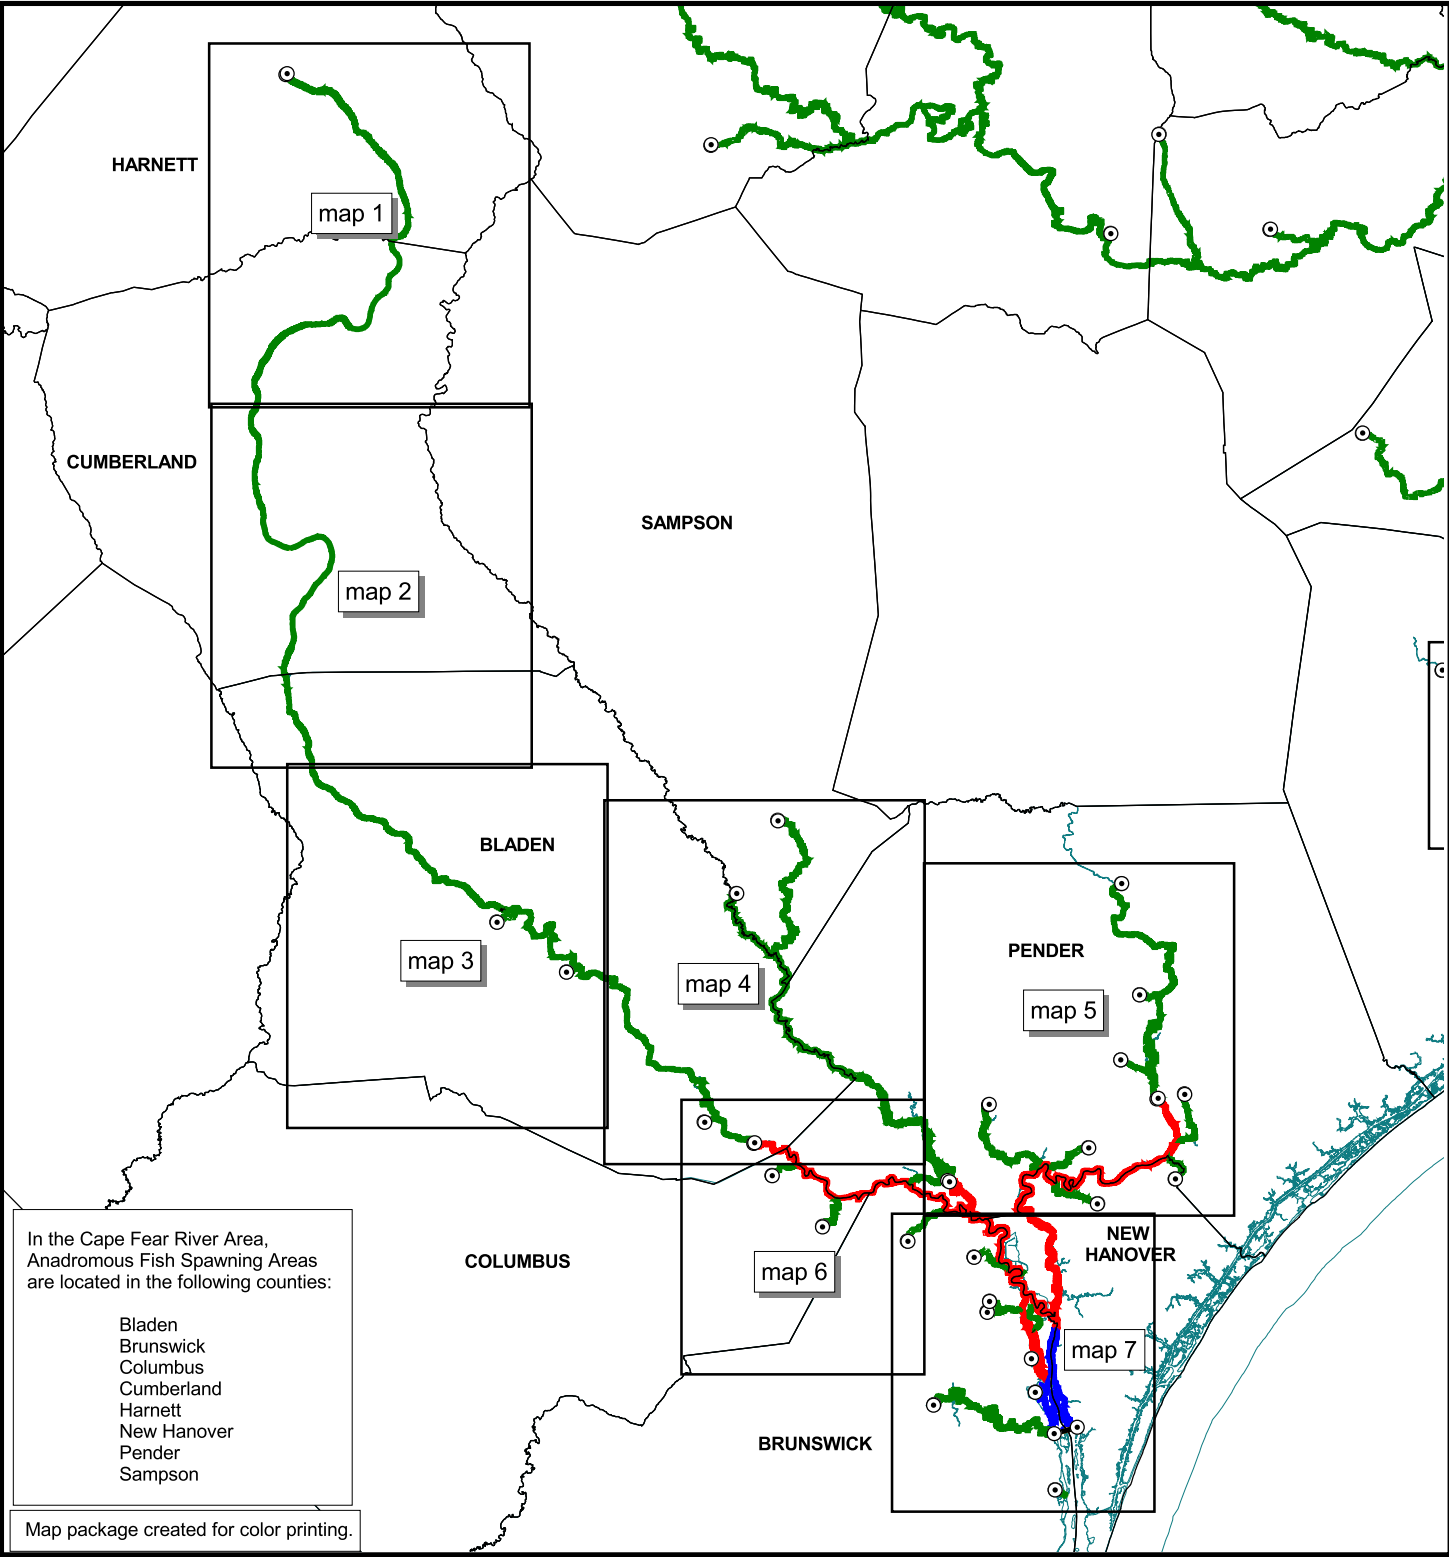 HARNETT
map 1
CUMBERLAND
SAMPSON
map 2
BLADEN
map 3
map 4
PENDER
map 5
NEW
HANOVER
COLUMBUS
map 6
map 7
BRUNSWICK
In the Cape Fear River Area,
Anadromous Fish Spawning Areas
are located in the following counties:
Bladen
Brunswick
Columbus
Cumberland
Harnett
New Hanover
Pender
Sampson
Map package created for color printing.